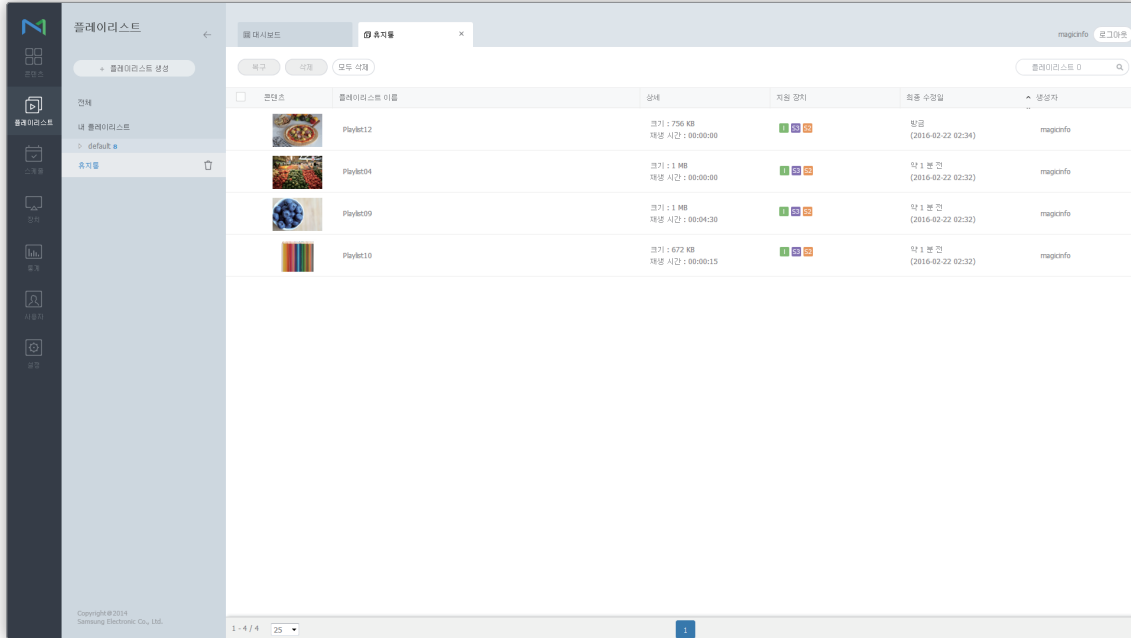 플레이리스트
←
대시보드
휴지통
×
magicinfo
로그아웃
콘텐츠
플레이리스트
스케줄
장치
통계
사용자
설정
+ 플레이리스트 생성
전체
내 플레이리스트
default 8
휴지통
복구
삭제
모두 삭제
콘텐츠
플레이리스트 이름
상세
지원 장치
최종 수정일
생성자
Playlist12
크기 : 756 KB
재생 시간 : 00:00:00
I S3 S2
방금
(2016-02-22 02:34)
magicinfo
Playlist04
크기 : 1 MB
재생 시간 : 00:00:00
I S3 S2
약 1 분 전
(2016-02-22 02:32)
magicinfo
Playlist09
크기 : 1 MB
재생 시간 : 00:04:30
I S3 S2
약 1 분 전
(2016-02-22 02:32)
magicinfo
Playlist10
크기 : 672 KB
재생 시간 : 00:00:15
I S3 S2
약 1 분 전
(2016-02-22 02:32)
magicinfo
Copyright@2014
Samsung Electronic Co., Ltd.
1 - 4 / 4
25
1